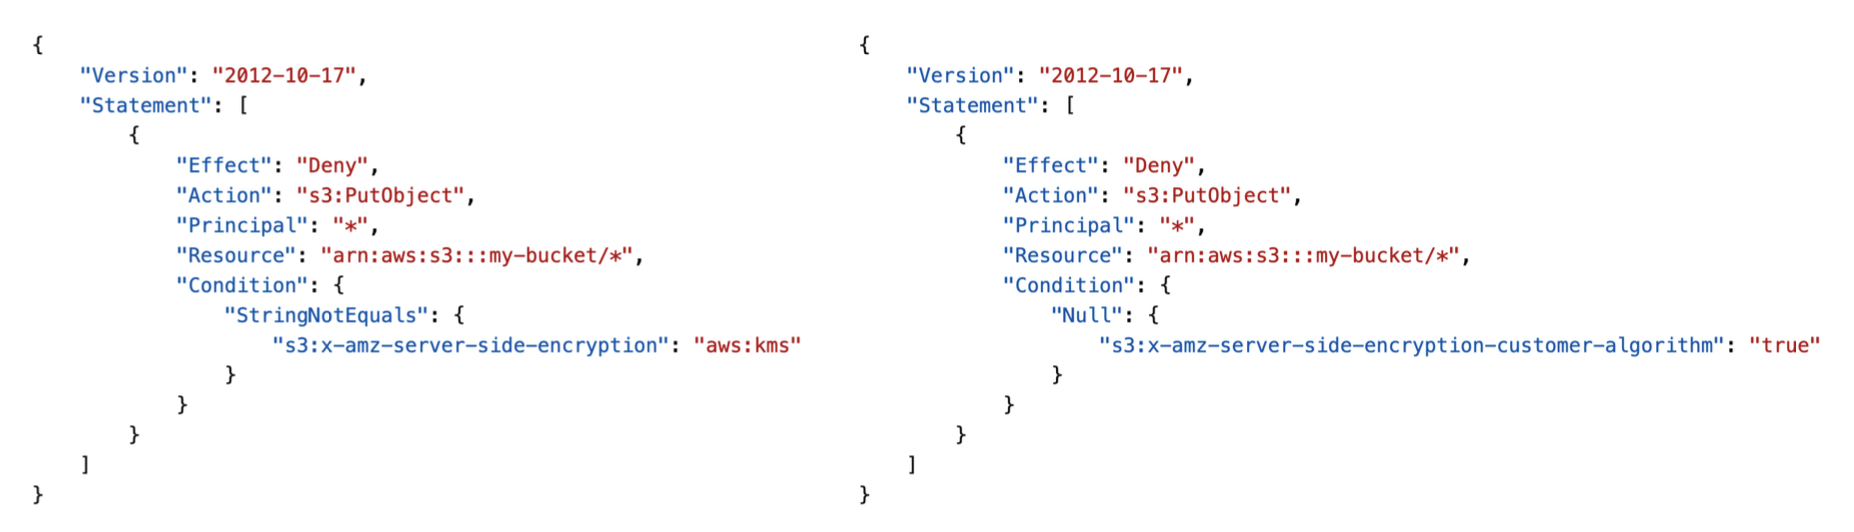 {
    "Version": "2012-10-17",
    "Statement": [
        {
            "Effect": "Deny",
            "Action": "s3:PutObject",
            "Principal": "*",
            "Resource": "arn:aws:s3:::my-bucket/*",
            "Condition": {
                "StringNotEquals": {
                    "s3:x-amz-server-side-encryption": "aws:kms"
                }
            }
        }
    ]
}
{
    "Version": "2012-10-17",
    "Statement": [
        {
            "Effect": "Deny",
            "Action": "s3:PutObject",
            "Principal": "*",
            "Resource": "arn:aws:s3:::my-bucket/*",
            "Condition": {
                "Null": {
                    "s3:x-amz-server-side-encryption-customer-algorithm": "true"
                }
            }
        }
    ]
}